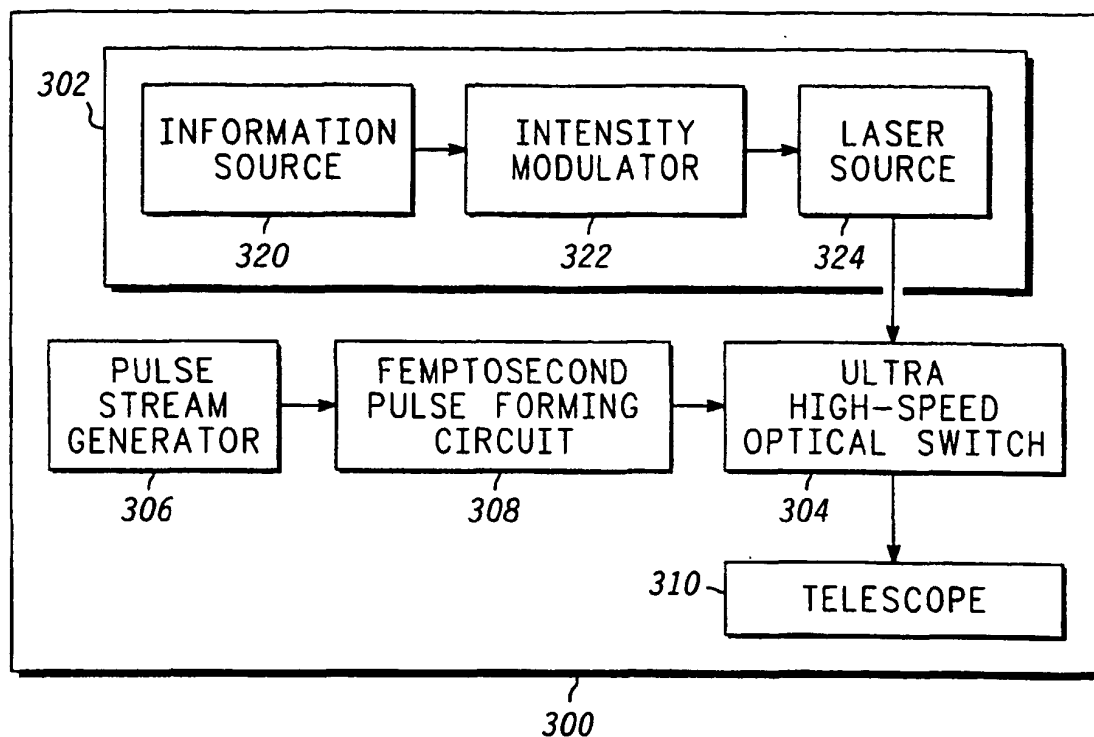 302
INFORMATION
SOURCE
INTENSITY
MODULATOR
LASER
SOURCE
320
322
324
PULSE
STREAM
GENERATOR
FEMPTOSECOND
PULSE FORMING
CIRCUIT
ULTRA
HIGH-SPEED
OPTICAL SWITCH
306
308
304
310
TELESCOPE
300